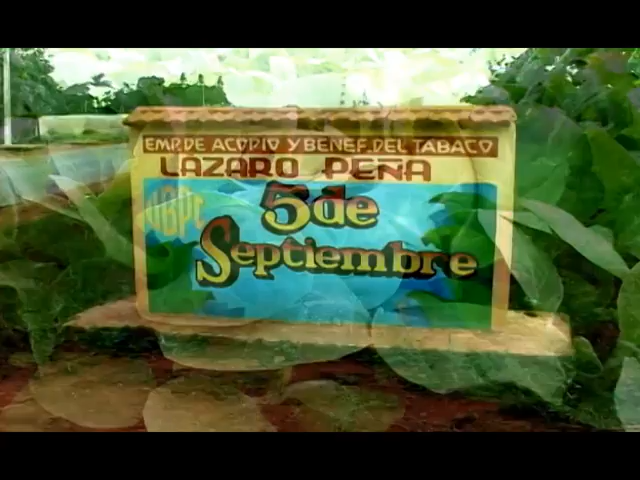 EMP.DE ACOPIO Y BENEF.DEL TABACO
LAZARO PEÑA
UBPC
5 de
Septiembre